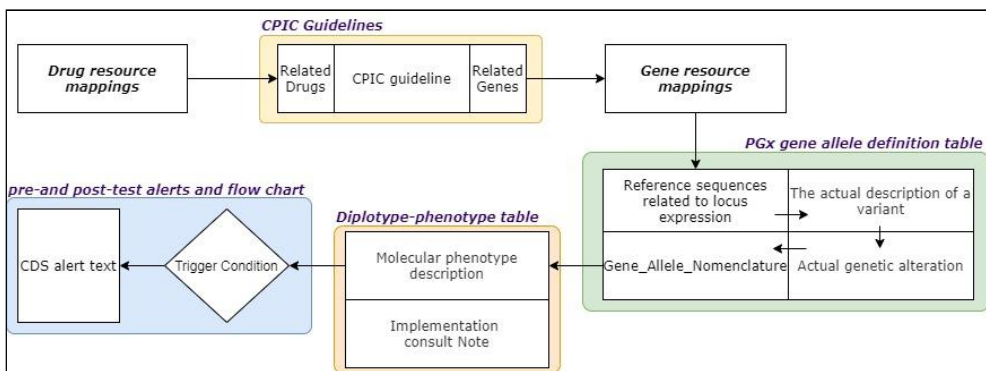 CPIC Guidelines
Drug resource
mappings
Related
Drugs
CPIC guideline
Related
Genes
Gene resource
mappings
PGx gene allele definition table
Reference sequences
related to locus
expression
The actual description of a
variant
Gene_Allele_Nomenclature
Actual genetic alteration
Diplotype-phenotype table
Molecular phenotype
description
Implementation
consult Note
pre-and post-test alerts and flow chart
Trigger Condition
CDS alert text